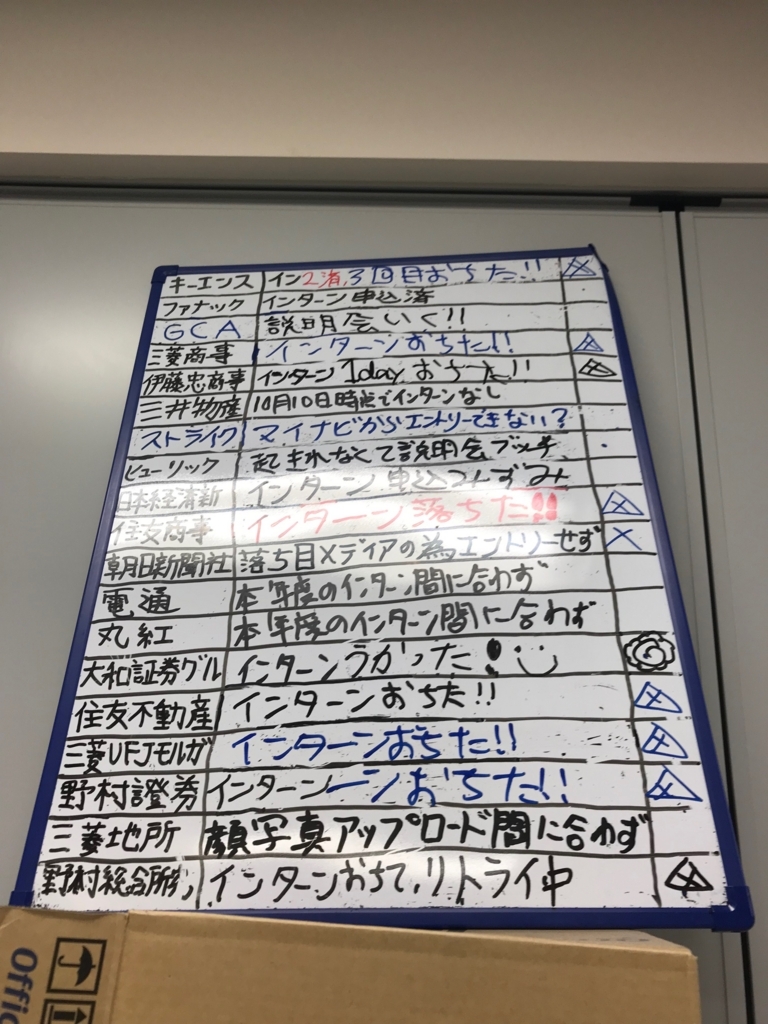 キーエンス イン2済,3回目おちた!!
ファナック インターン申込済
GCA 説明会いく!!
三菱商事 インターンおちた!!
伊藤忠商事 インターン1dayおちた!!
三井物産 10月10日時点でインターンなし
ストライク マイナビからエントリーできない?
ヒューリック 起きれなくて説明会ブッチ
日本経済新 インターン申込みずみ
住友商事 インターン落ちた!!
朝日新聞社 落ち目メディアの為エントリーせず
電通 本年度のインターン間に合わず
丸紅 本年度のインターン間に合わず
大和証券グル インターンうかった!
住友不動産 インターンおちた!!
三菱UFJモルガ インターンおちた!!
野村證券 インターンーンおちた!!
三菱地所 顔写真アップロード間に合わず
野村総合 インターンおちて,リトライ中
Offic